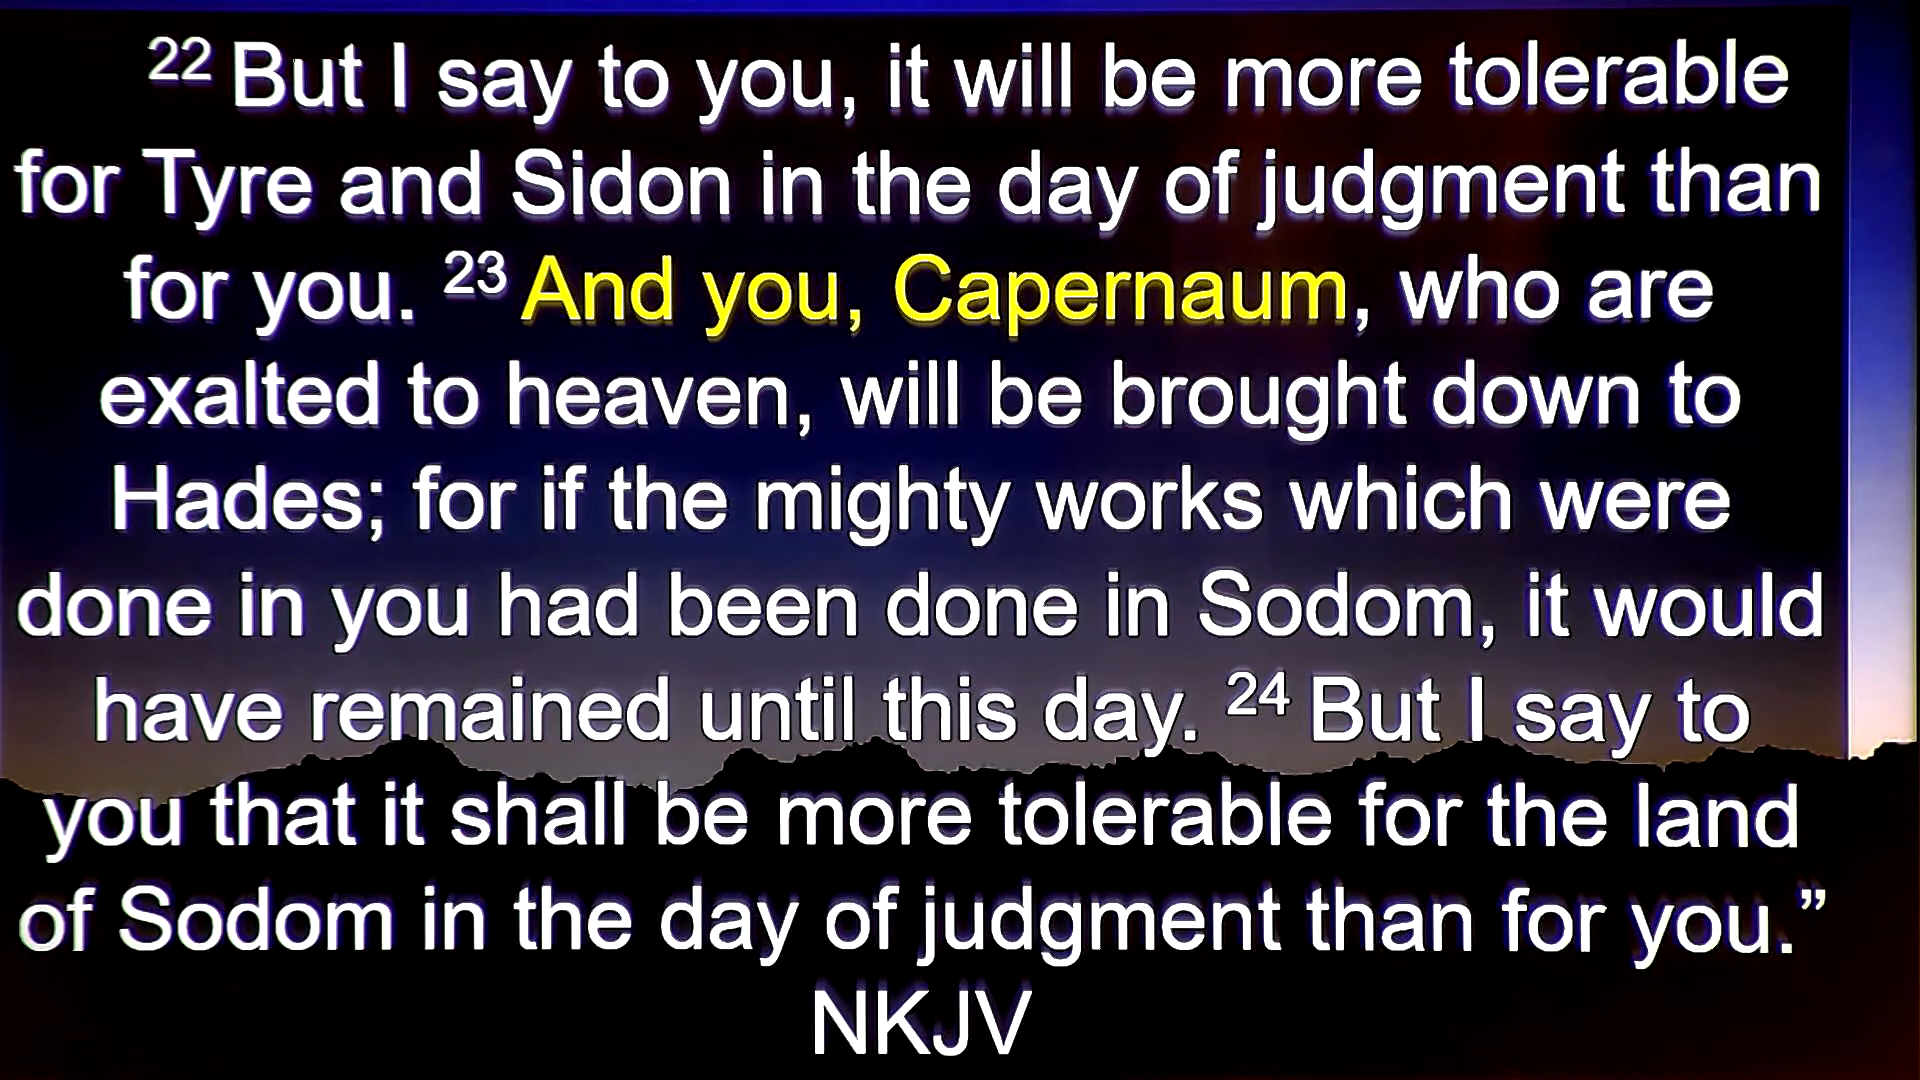 22 But I say to you, it will be more tolerable
for Tyre and Sidon in the day of judgment than
for you. 23 And you, Capernaum, who are
exalted to heaven, will be brought down to
Hades; for if the mighty works which were
done in you had been done in Sodom, it would
have remained until this day. 24 But I say to
you that it shall be more tolerable for the land
of Sodom in the day of judgment than for you.”
NKJV